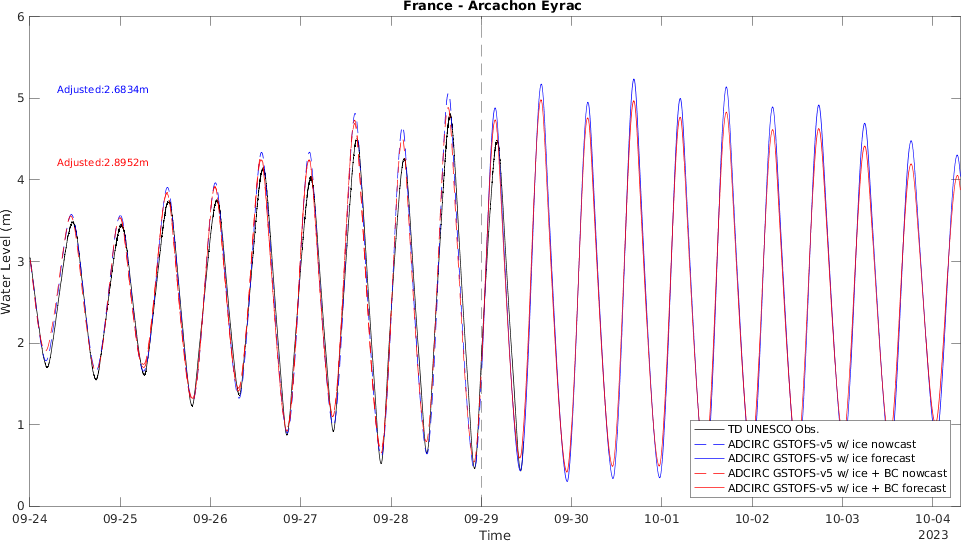 France - Arcachon Eyrac
6
5
4
3
2
1
0
Water Level (m)
Adjusted:2.6834m
Adjusted:2.8952m
TD UNESCO Obs.
ADCIRC GSTOFS-v5 w/ ice nowcast
ADCIRC GSTOFS-v5 w/ ice forecast
ADCIRC GSTOFS-v5 w/ ice + BC nowcast
ADCIRC GSTOFS-v5 w/ ice + BC forecast
09-24 09-25 09-26 09-27 09-28 09-29 09-30 10-01 10-02 10-03 10-04
Time
2023